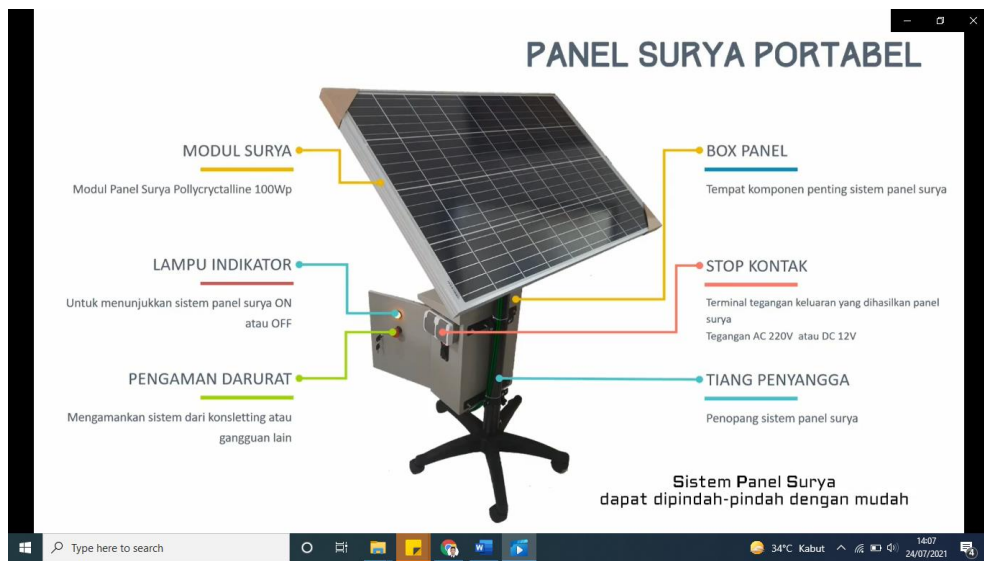 PANEL SURYA PORTABEL
MODUL SURYA
Modul Panel Surya Pollycryctalline 100Wp
LAMPU INDIKATOR
Untuk menunjukkan sistem panel surya ON
atau OFF
PENGAMAN DARURAT
Mengamankan sistem dari konsletting atau
gangguan lain
BOX PANEL
Tempat komponen penting sistem panel surya
STOP KONTAK
Terminal tegangan keluaran yang dihasilkan panel
surya
Tegangan AC 220V atau DC 12V
TIANG PENYANGGA
Penopang sistem panel surya
Sistem Panel Surya
dapat dipindah-pindah dengan mudah
Type here to search
34°C Kabut
14:07
24/07/2021
4